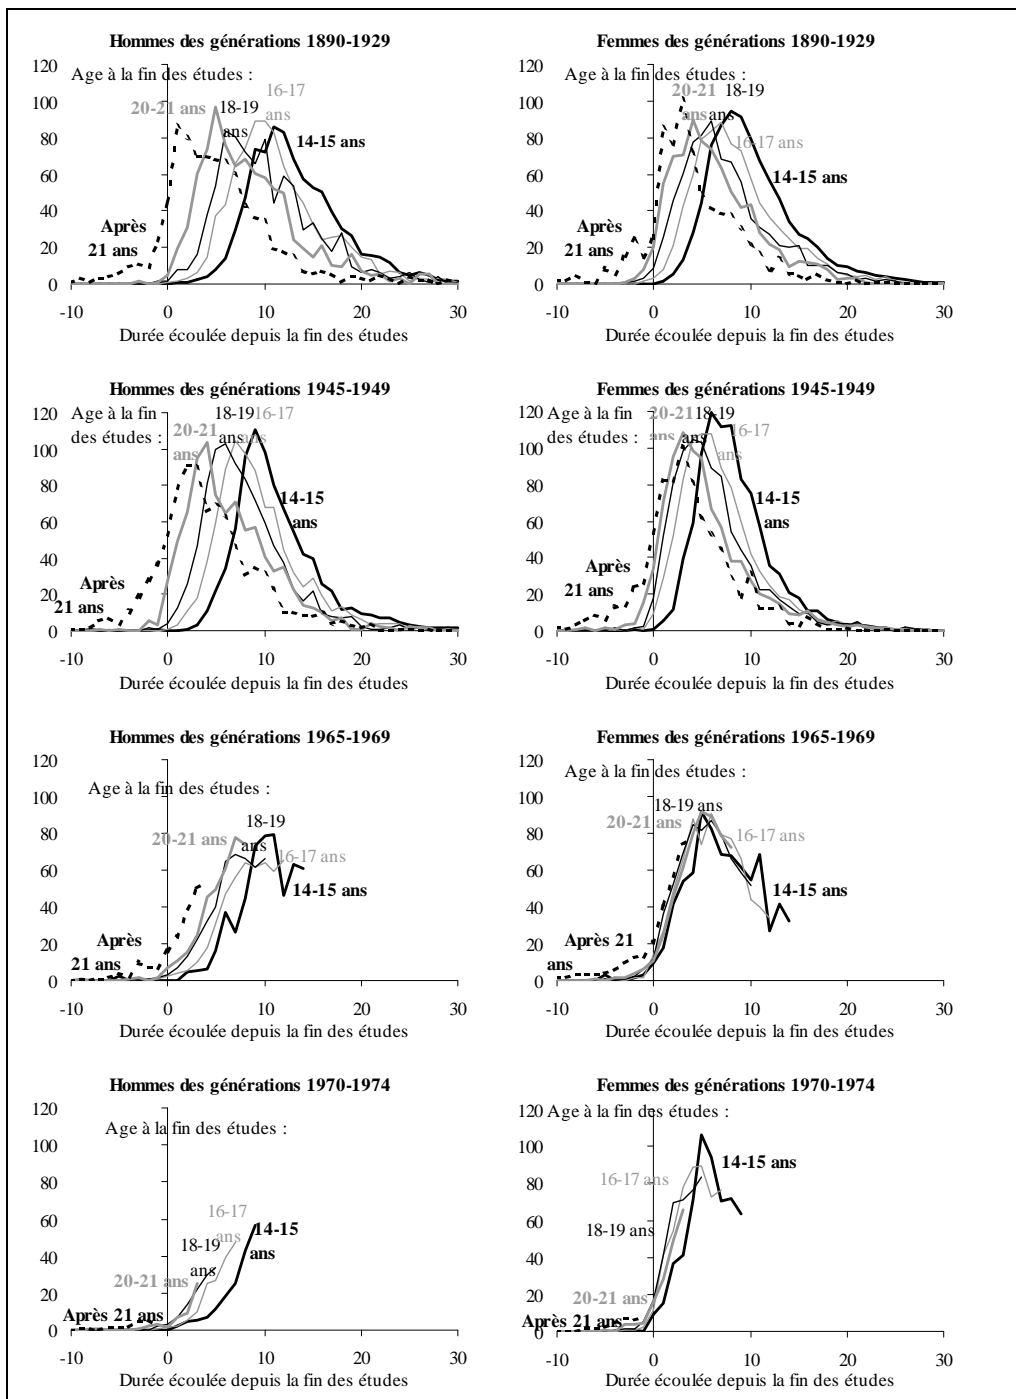 Hommes des générations 1890-1929
Age à la fin des études :
120
100
80
60
40
20
0
20-21 ans
18-19
ans
16-17
ans
14-15 ans
Après
21 ans
-10 0 10 20 30
Durée écoulée depuis la fin des études
Femmes des générations 1890-1929
Age à la fin des études :
120
100
80
60
40
20
0
20-21
ans
18-19
ans
16-17 ans
14-15 ans
Après
21 ans
-10 0 10 20 30
Durée écoulée depuis la fin des études
Hommes des générations 1945-1949
Age à la fin
des études :
120
100
80
60
40
20
0
20-21
ans
18-19
ans
16-17
ans
14-15
ans
Après
21 ans
-10 0 10 20 30
Durée écoulée depuis la fin des études
Femmes des générations 1945-1949
Age à la fin
des études :
120
100
80
60
40
20
0
20-21
ans
18-19
ans
16-17
ans
14-15
ans
Après
21 ans
-10 0 10 20 30
Durée écoulée depuis la fin des études
Hommes des générations 1965-1969
Age à la fin des études :
120
100
80
60
40
20
0
20-21 ans
18-19
ans
16-17 ans
14-15 ans
Après
21 ans
-10 0 10 20 30
Durée écoulée depuis la fin des études
Femmes des générations 1965-1969
Age à la fin des études :
120
100
80
60
40
20
0
18-19 ans
20-21 ans
16-17 ans
14-15 ans
Après 21
ans
-10 0 10 20 30
Durée écoulée depuis la fin des études
Hommes des générations 1970-1974
Age à la fin des études :
120
100
80
60
40
20
0
16-17
ans
14-15
ans
18-19
ans
20-21 ans
Après 21 ans
-10 0 10 20 30
Durée écoulée depuis la fin des études
Femmes des générations 1970-1974
Age à la fin des études :
120
100
80
60
40
20
0
14-15 ans
16-17 ans
18-19 ans
20-21 ans
Après 21 ans
-10 0 10 20 30
Durée écoulée depuis la fin des études